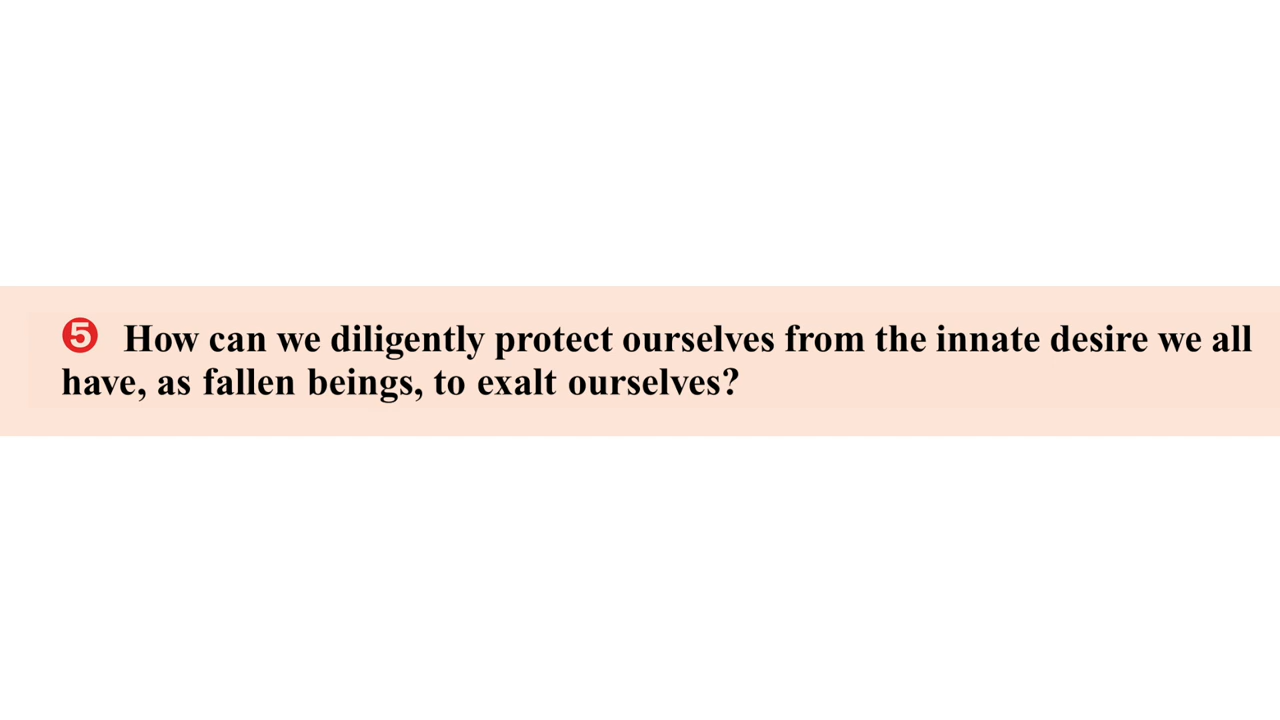 ❺ How can we diligently protect ourselves from the innate desire we all
have, as fallen beings, to exalt ourselves?